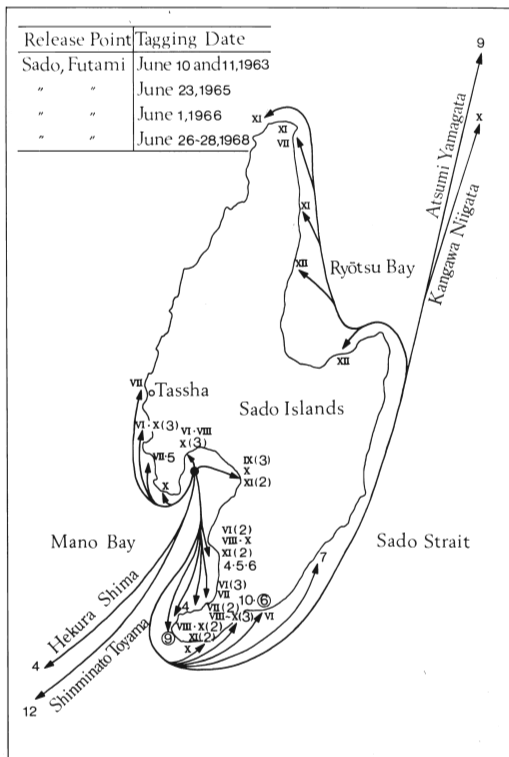 Release Point Tagging Date
Sado, Futami June 10 and 11, 1963
" " June 23, 1965
" " June 1, 1966
" " June 26-28, 1968
9
X
Atsumi Yamagata
Kangawa Niigata
XI
XI
VII
XI
Ryōtsu Bay
XII
XII
VII
Tassha
Sado Islands
VI·X(3)
VI·VIII
X(3)
VII·5
IX(3)
X
XI(2)
X
Mano Bay
VI(2)
VIII·X
XI(2)
4·5·6
Sado Strait
7
VI(3)
VII
Hekura Shima
4
Shinminato Toyama
12
4
VII(2)
10·⑥
VIII~X(3)
VI
VIII·X(2)
⑨
XI(2)
X